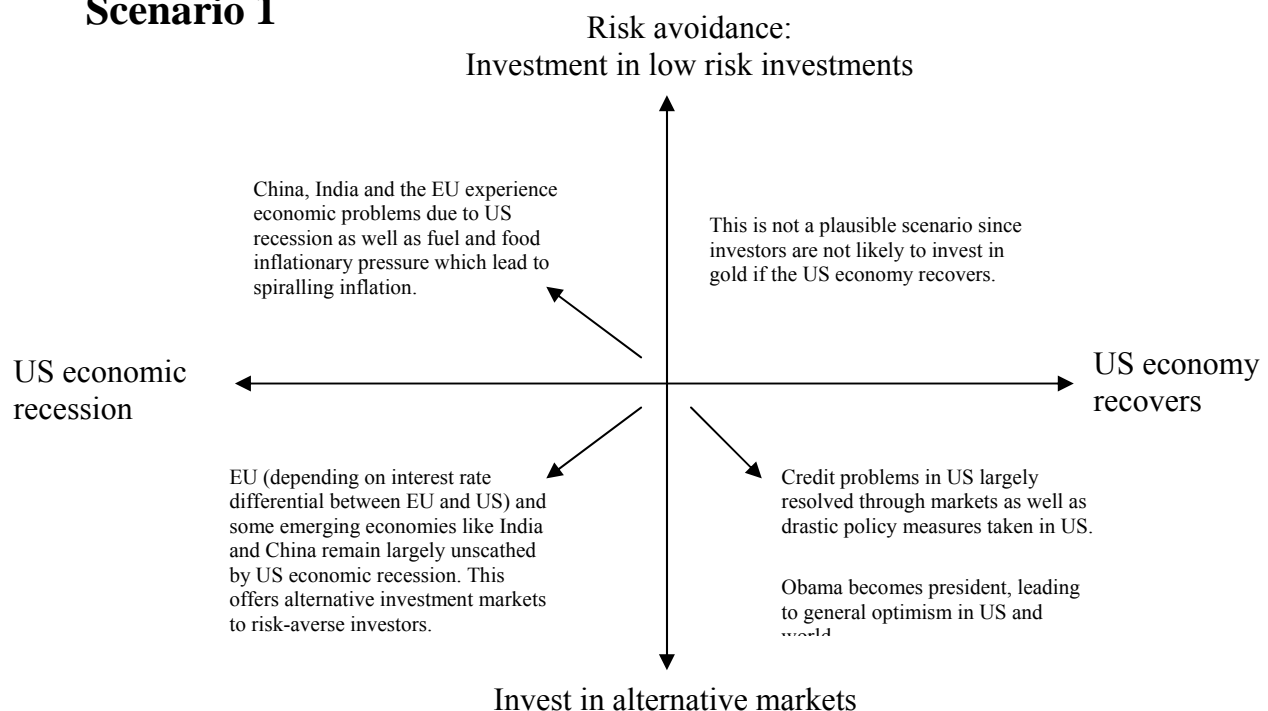 Scenario 1
Risk avoidance:
Investment in low risk investments
China, India and the EU experience
economic problems due to US
recession as well as fuel and food
inflationary pressure which lead to
spiralling inflation.
This is not a plausible scenario since
investors are not likely to invest in
gold if the US economy recovers.
US economic
recession
US economy
recovers
EU (depending on interest rate
differential between EU and US) and
some emerging economies like India
and China remain largely unscathed
by US economic recession. This
offers alternative investment markets
to risk-averse investors.
Credit problems in US largely
resolved through markets as well as
drastic policy measures taken in US.
Obama becomes president, leading
to general optimism in US and
world
Invest in alternative markets